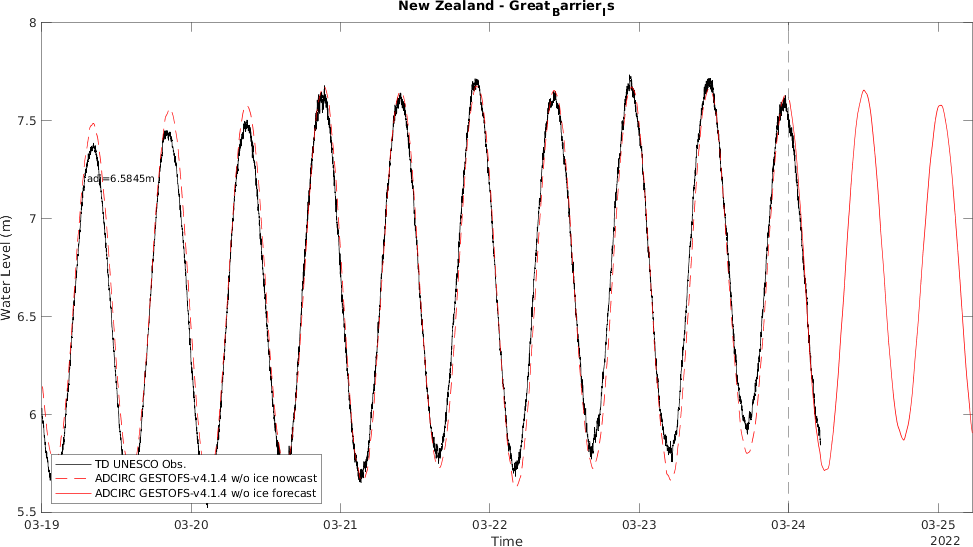 New Zealand - Great_Barrier_Is
8
7.5
7
6.5
6
5.5
Water Level (m)
adj=6.5845m
TD UNESCO Obs.
ADCIRC GESTOFS-v4.1.4 w/o ice nowcast
ADCIRC GESTOFS-v4.1.4 w/o ice forecast
03-19
03-20
03-21
03-22
03-23
03-24
03-25
Time
2022